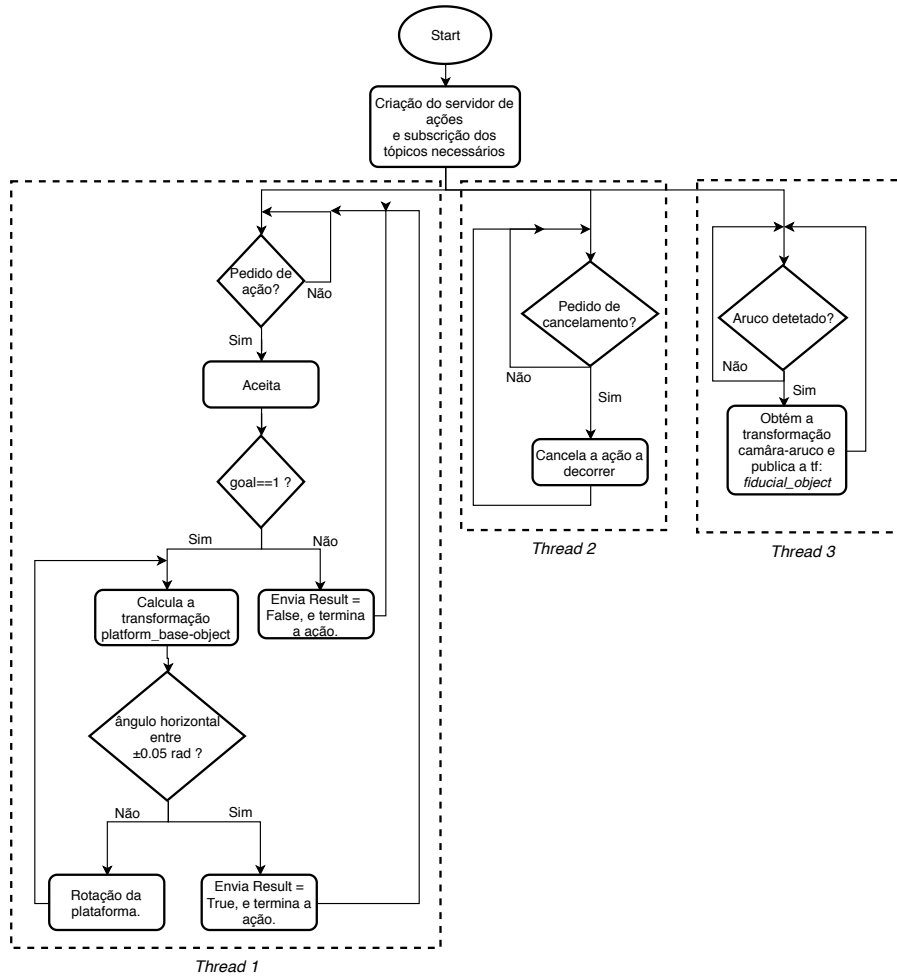 Start
Criação do servidor de
ações
e subscrição dos
tópicos necessários
Pedido de
ação?
Não
Sim
Aceita
goal==1 ?
Sim
Não
Calcula a
transformação
platform_base-object
Envia Result =
False, e termina
a ação.
ângulo horizontal
entre
±0.05 rad ?
Não
Sim
Rotação da
plataforma.
Envia Result =
True, e termina a
ação.
Thread 1
Pedido de
cancelamento?
Não
Sim
Cancela a ação a
decorrer
Thread 2
Aruco detetado?
Não
Sim
Obtém a
transformação
camâra-aruco e
publica a tf:
fiducial_object
Thread 3